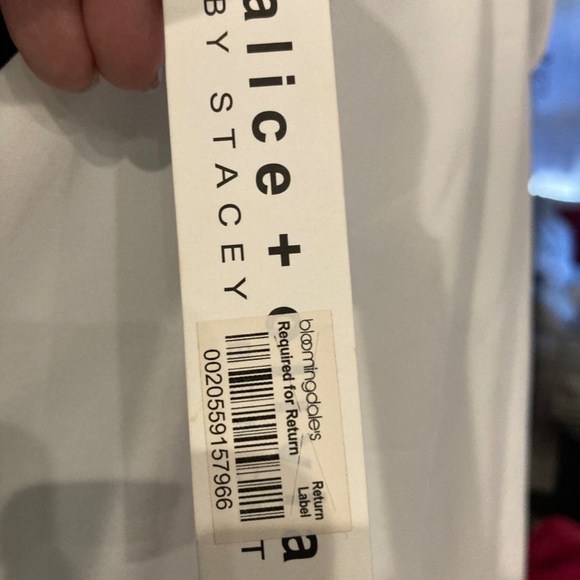 alice +
BY STACEY
bloomingdale's
Required for Return
Return
Label
0020559157966
a
T